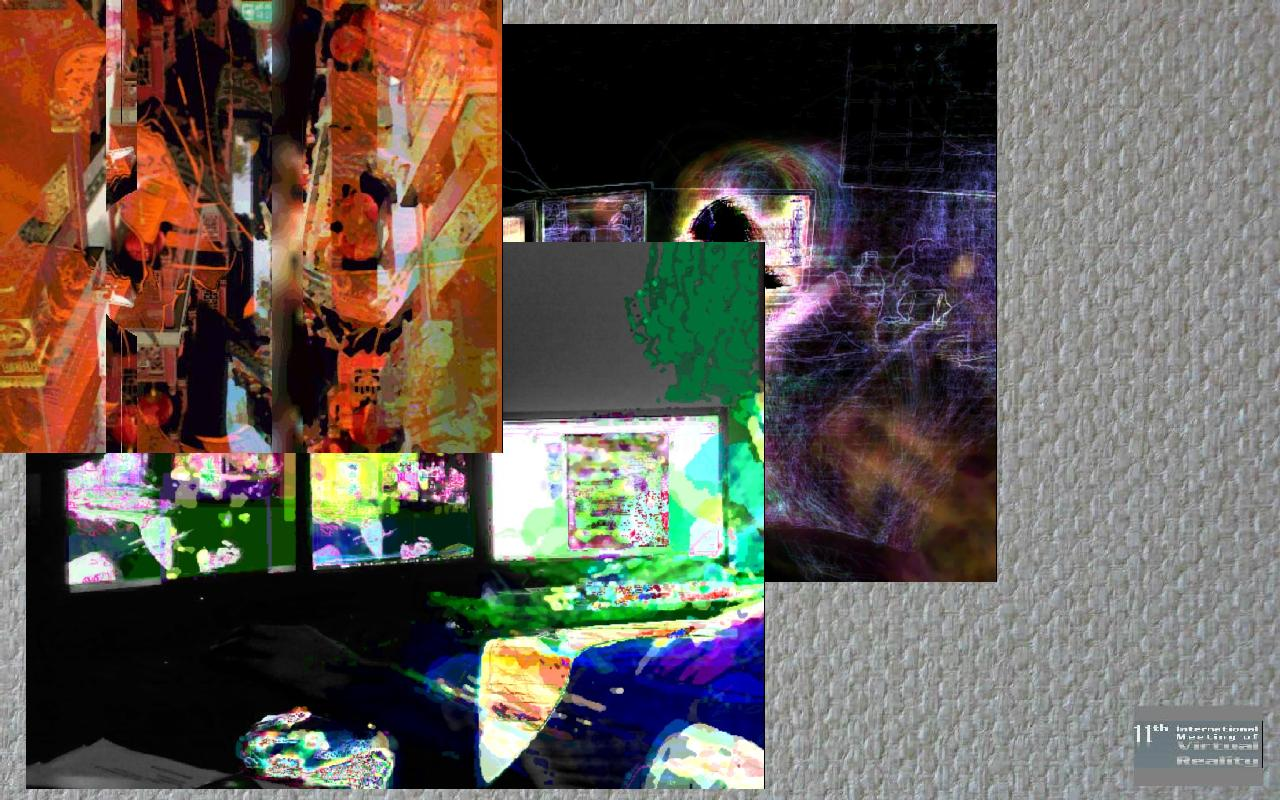 11th International
Meeting of
Virtual
Reality